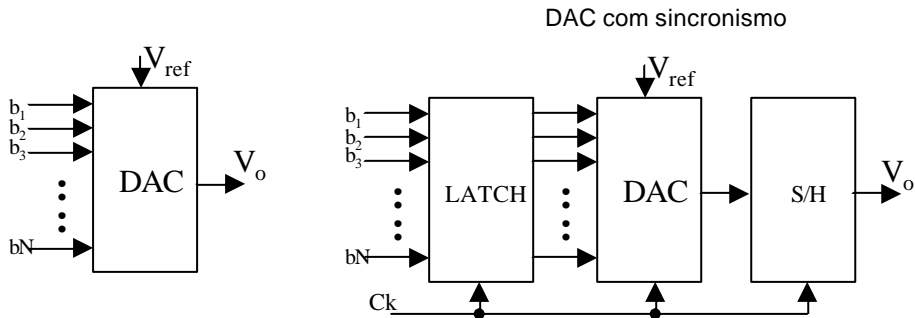 DAC com sincronismo
Vref
b1
b2
b3
bN
DAC
Vo
Vref
b1
b2
b3
bN
LATCH
DAC
S/H
Vo
Ck